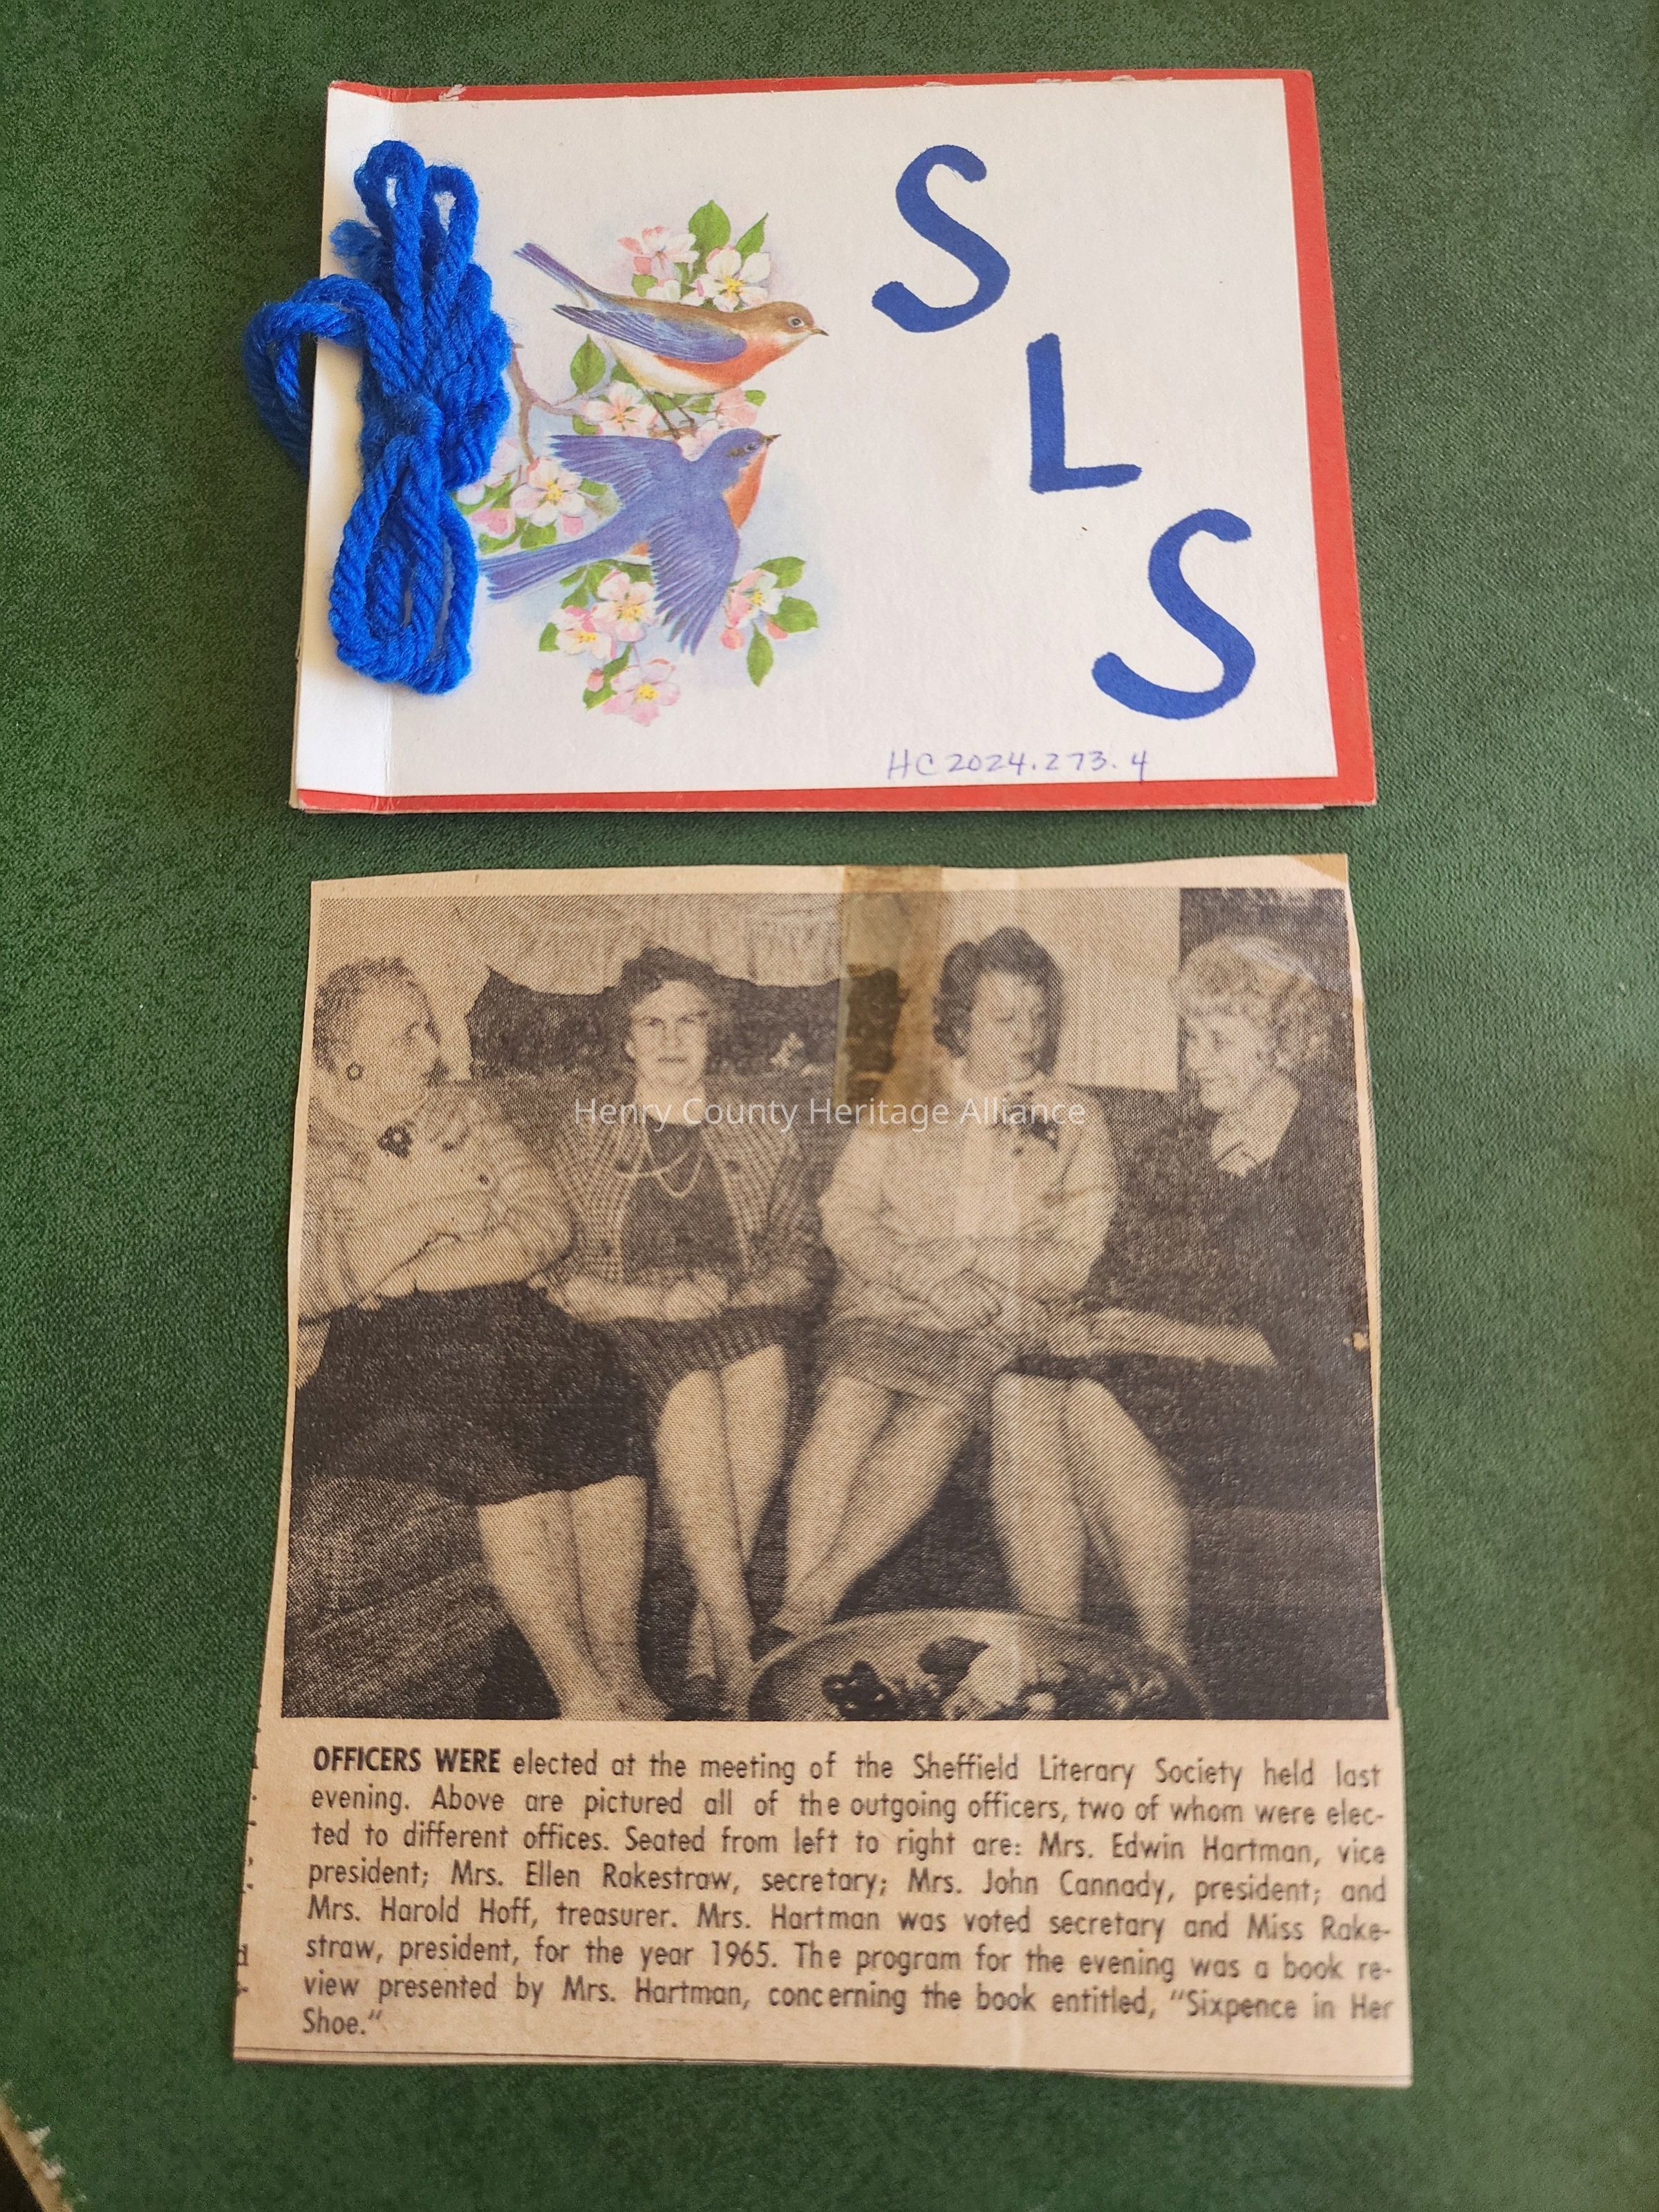 S
L
S
HC2024.273.4
Henry County Heritage Alliance
OFFICERS WERE elected at the meeting of the Sheffield Literary Society held last
evening. Above are pictured all of the outgoing officers, two of whom were elec-
ted to different offices. Seated from left to right are: Mrs. Edwin Hartman, vice
president; Mrs. Ellen Rakestraw, secretary; Mrs. John Cannady, president; and
Mrs. Harold Hoff, treasurer. Mrs. Hartman was voted secretary and Miss Rake-
straw, president, for the year 1965. The program for the evening was a book re-
view presented by Mrs. Hartman, concerning the book entitled, "Sixpence in Her
Shoe."